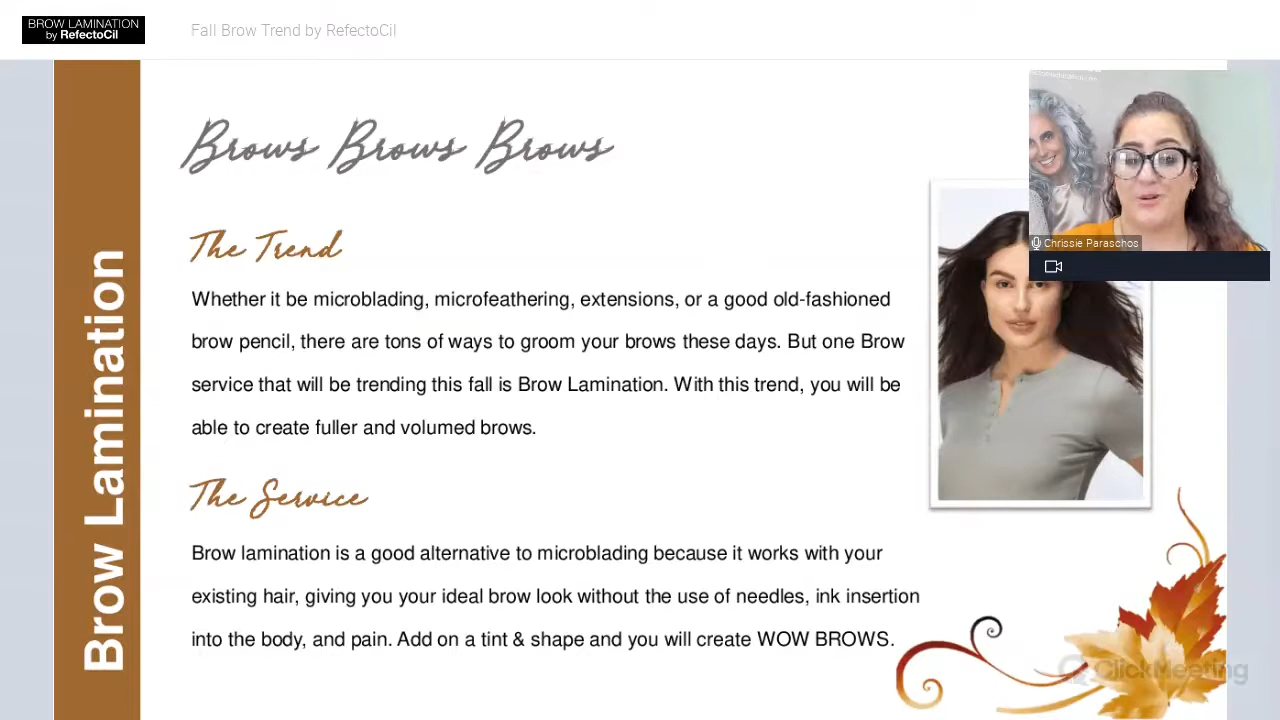 BROW LAMINATION
by RefectoCil
Fall Brow Trend by RefectoCil
Brows Brows Brows
Chrissie Paraschos
The Trend
Whether it be microblading, microfeathering, extensions, or a good old-fashioned
brow pencil, there are tons of ways to groom your brows these days. But one Brow
service that will be trending this fall is Brow Lamination. With this trend, you will be
able to create fuller and volumed brows.
The Service
Brow lamination is a good alternative to microblading because it works with your
existing hair, giving you your ideal brow look without the use of needles, ink insertion
into the body, and pain. Add on a tint & shape and you will create WOW BROWS.
Brow Lamination
ClickMeeting